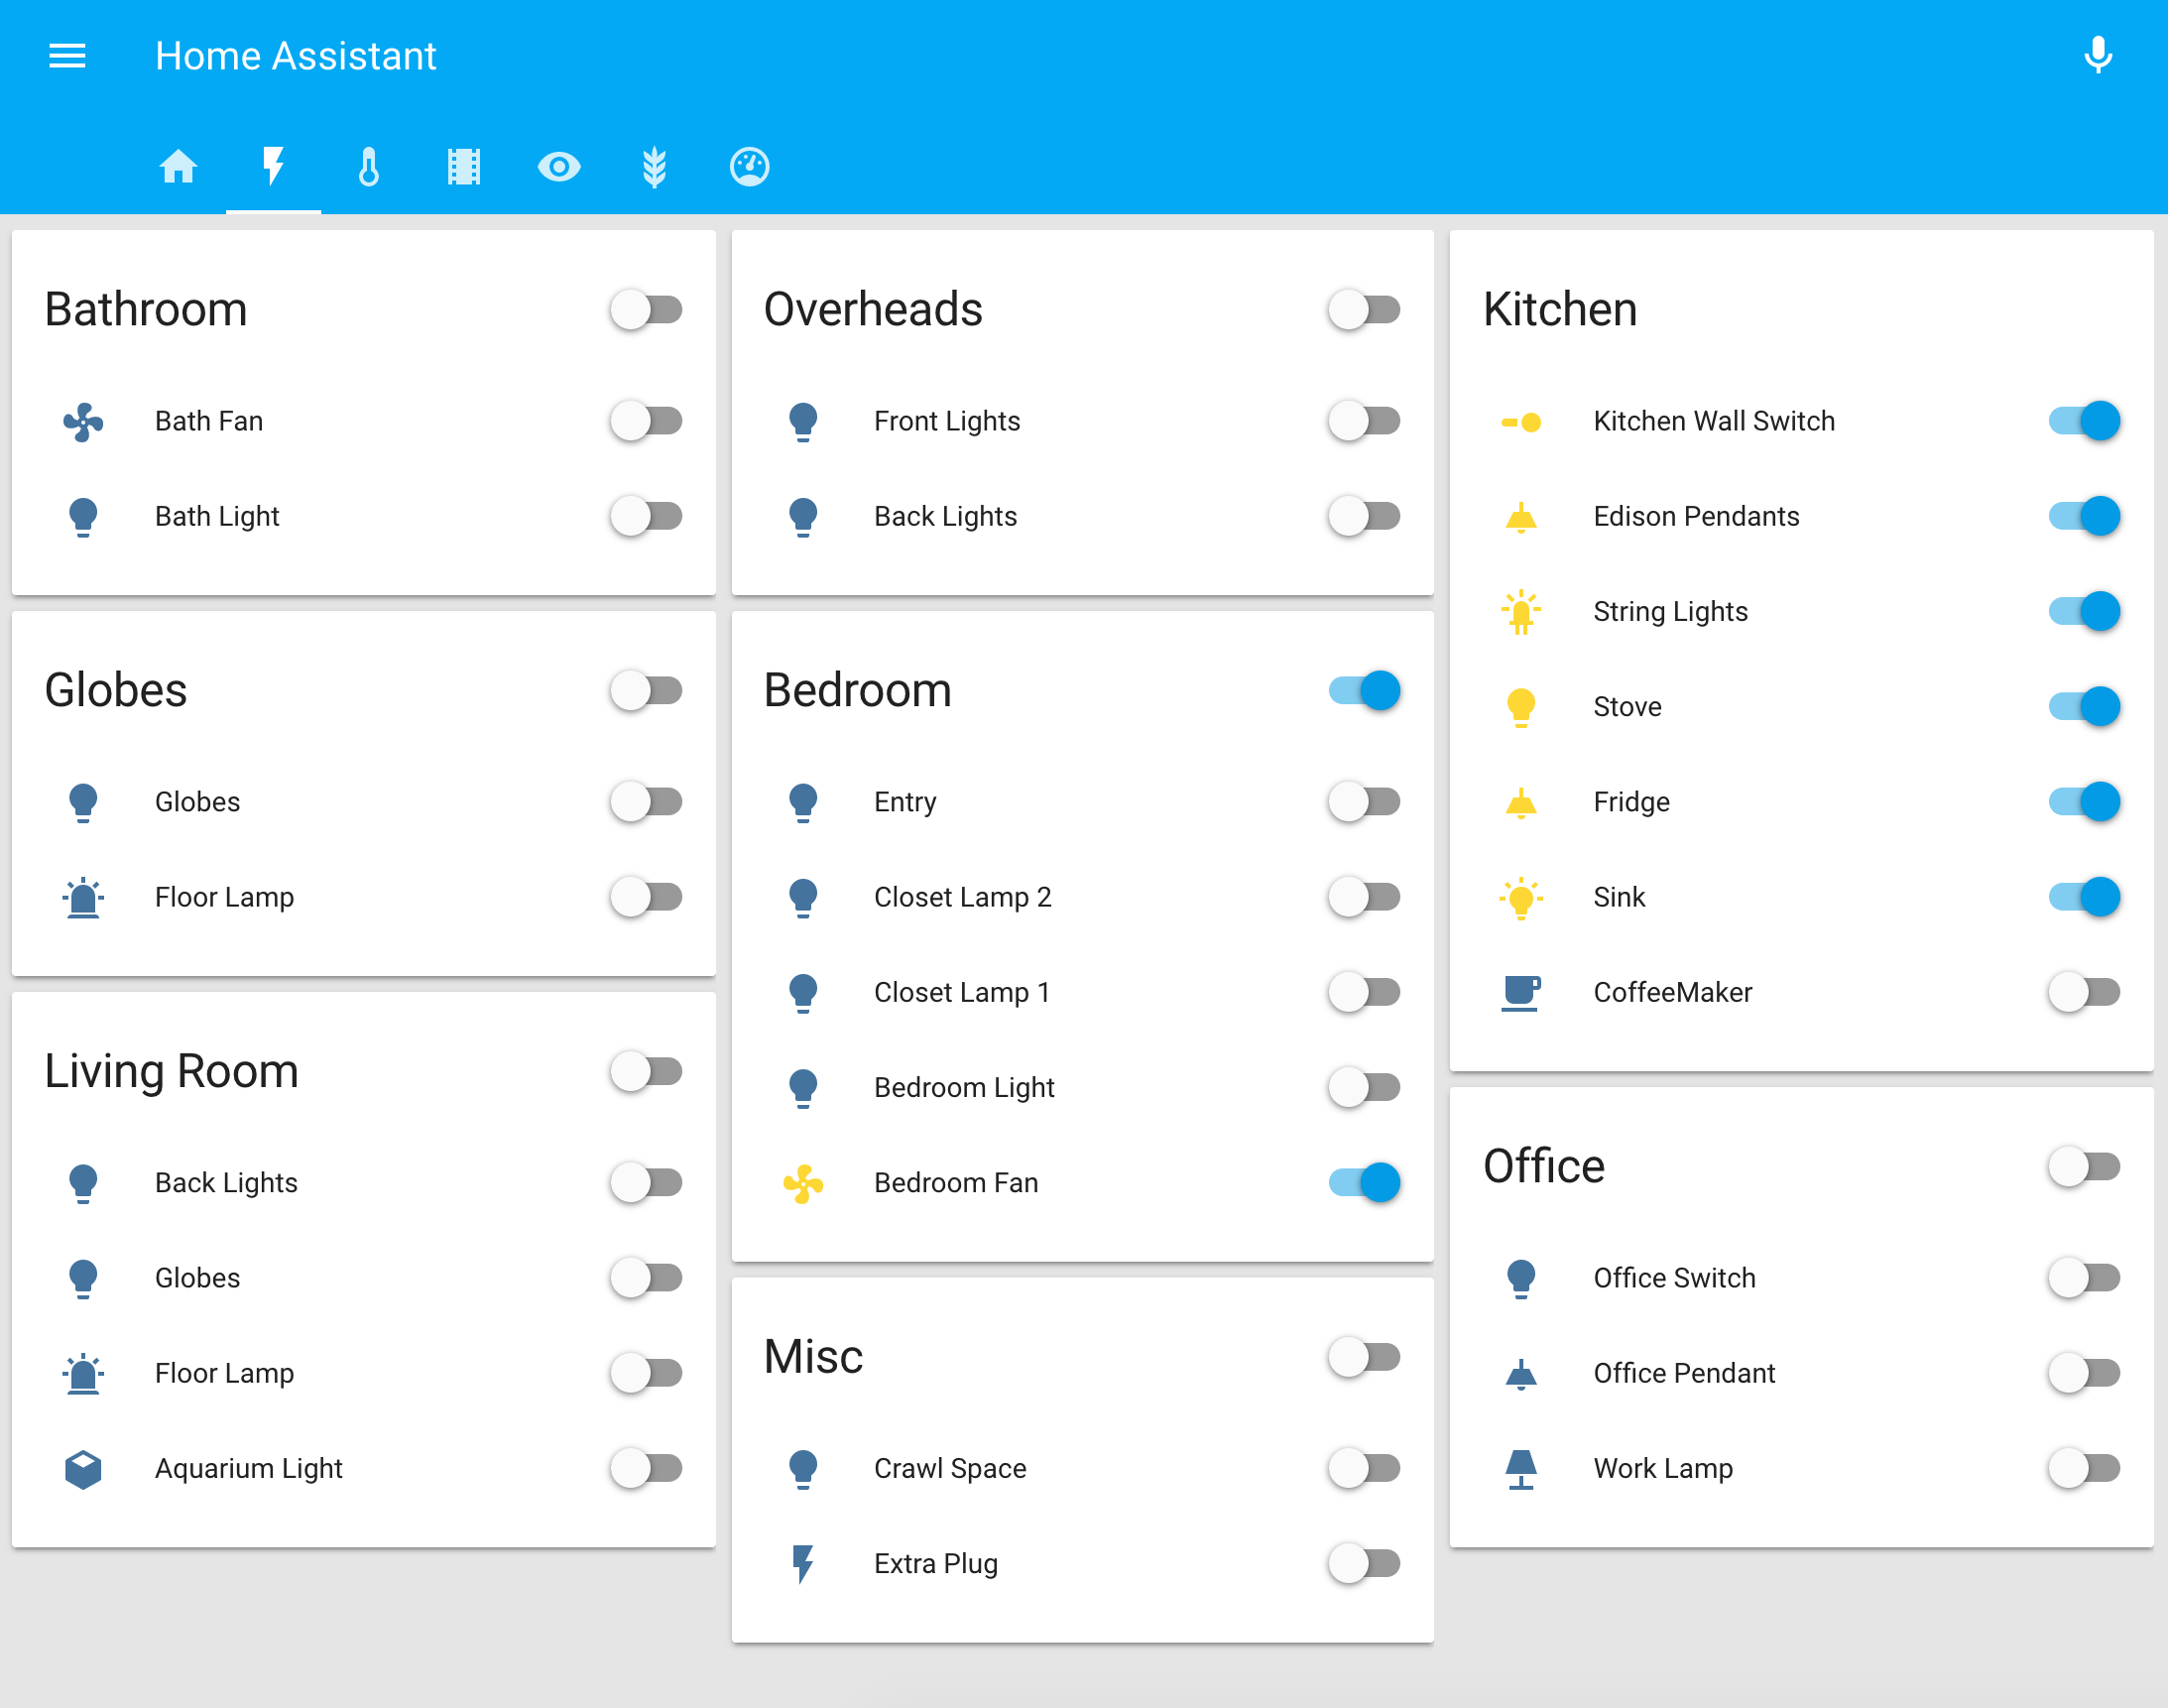 Home Assistant
Bathroom
Bath Fan
Bath Light
Globes
Globes
Floor Lamp
Living Room
Back Lights
Globes
Floor Lamp
Aquarium Light
Overheads
Front Lights
Back Lights
Bedroom
Entry
Closet Lamp 2
Closet Lamp 1
Bedroom Light
Bedroom Fan
Misc
Crawl Space
Extra Plug
Kitchen
Kitchen Wall Switch
Edison Pendants
String Lights
Stove
Fridge
Sink
CoffeeMaker
Office
Office Switch
Office Pendant
Work Lamp